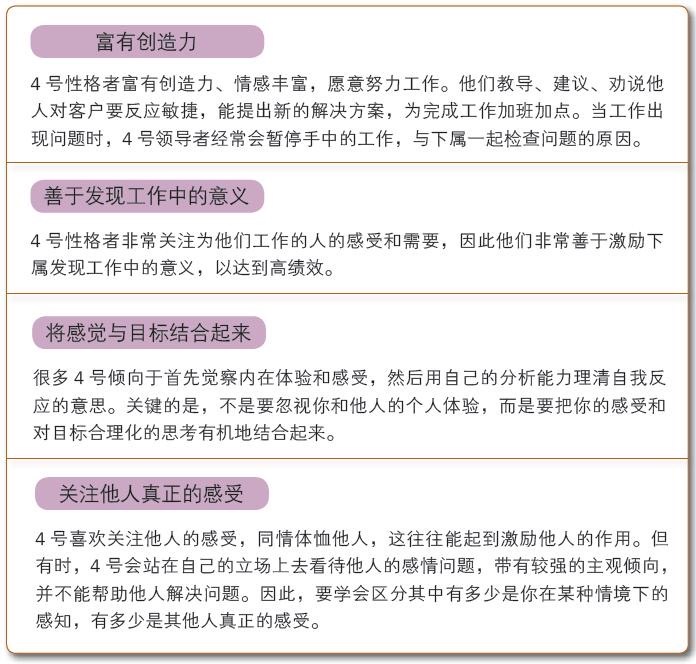 富有创造力
4 号性格者富有创造力、情感丰富，愿意努力工作。他们教导、建议、劝说他
人对客户要反应敏捷，能提出新的解决方案，为完成工作加班加点。当工作出
现问题时，4 号领导者经常会暂停手中的工作，与下属一起检查问题的原因。
善于发现工作中的意义
4 号性格者非常关注为他们工作的人的感受和需要，因此他们非常善于激励下
属发现工作中的意义，以达到高绩效。
将感觉与目标结合起来
很多 4 号倾向于首先觉察内在体验和感受，然后用自己的分析能力理清自我反
应的意思。关键的是，不是要忽视你和他人的个人体验，而是要把你的感受和
对目标合理化的思考有机地结合起来。
关注他人真正的感受
4 号喜欢关注他人的感受，同情体恤他人，这往往能起到激励他人的作用。但
有时，4 号会站在自己的立场上去看待他人的感情问题，带有较强的主观倾向，
并不能帮助他人解决问题。因此，要学会区分其中有多少是你在某种情境下的
感知，有多少是其他人真正的感受。